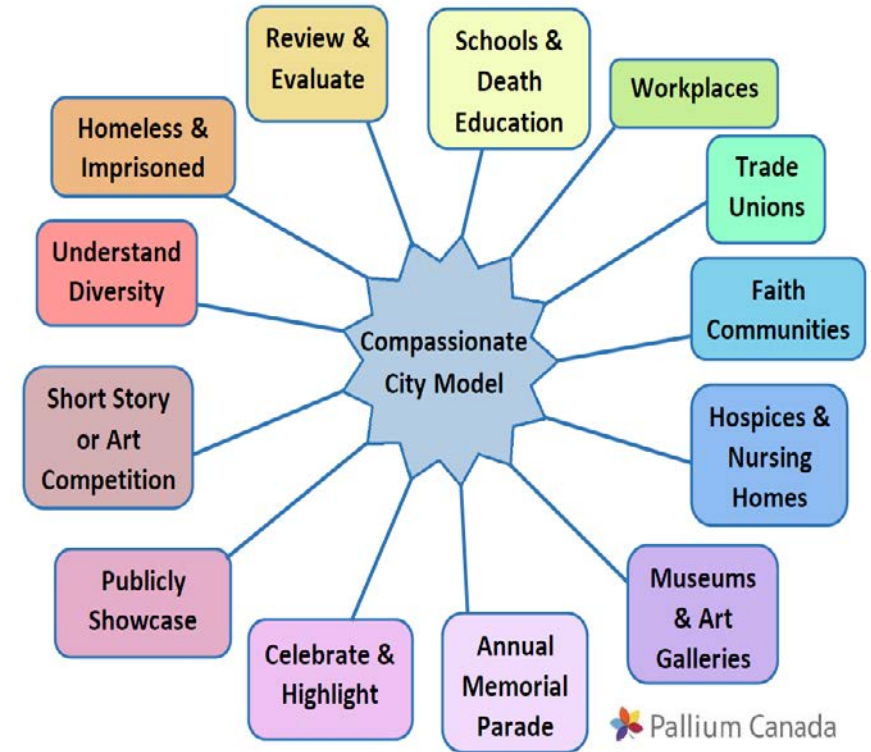 Review &
Evaluate
Schools &
Death
Education
Workplaces
Trade
Unions
Faith
Communities
Hospices &
Nursing
Homes
Museums
& Art
Galleries
Annual
Memorial
Parade
Celebrate &
Highlight
Publicly
Showcase
Short Story
or Art
Competition
Understand
Diversity
Homeless &
Imprisoned
Compassionate
City Model
Pallium Canada